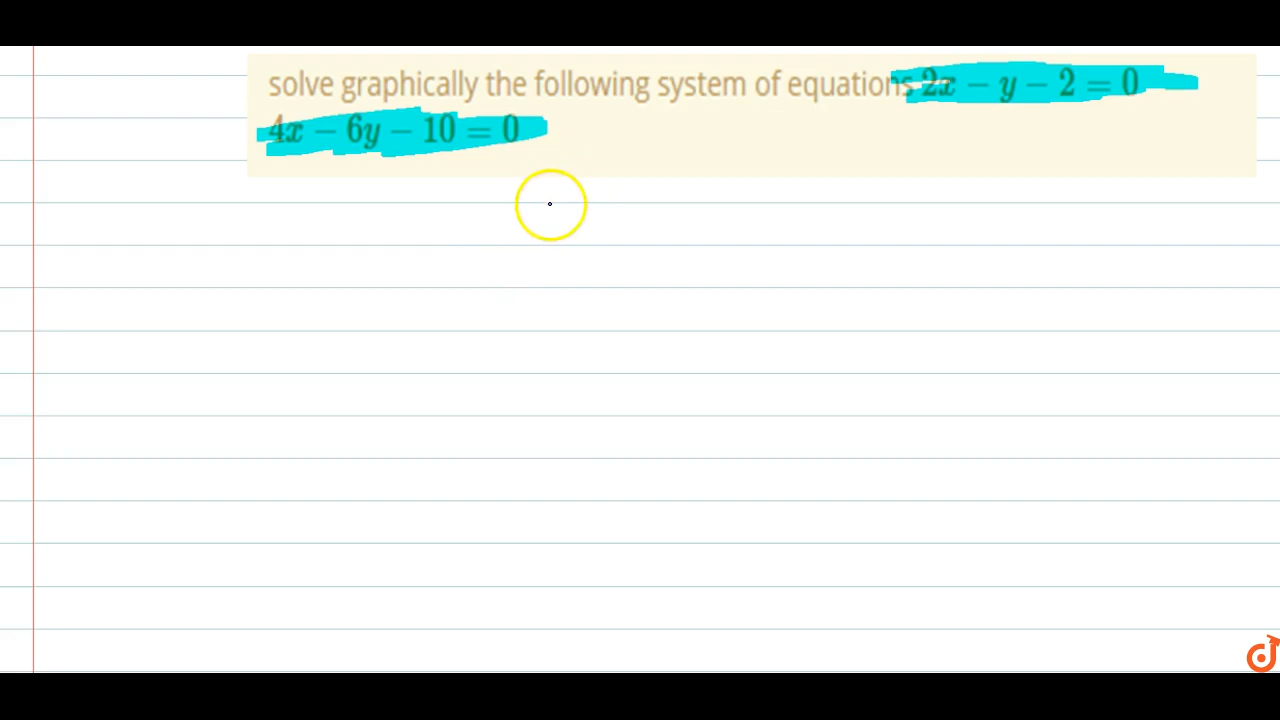 solve graphically the following system of equations 2x − y − 2 = 0
4x − 6y − 10 = 0